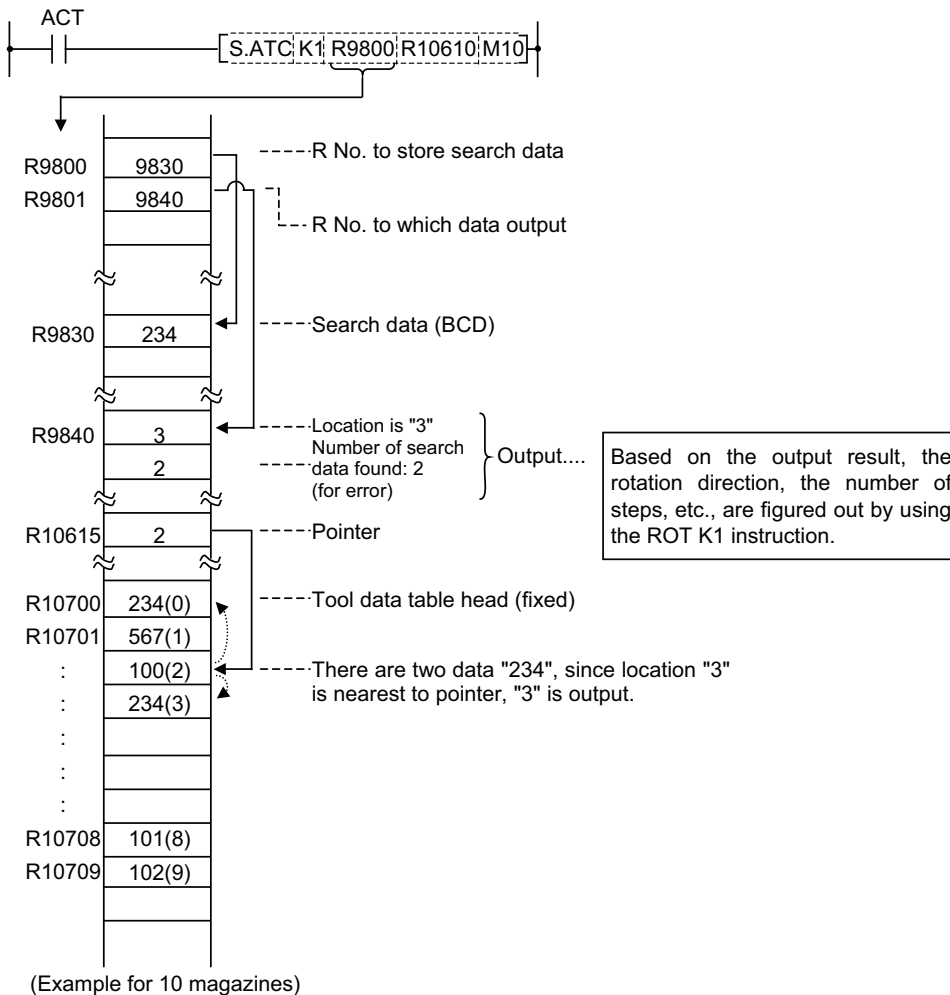 ACT
S.ATC K1 R9800 R10610 M10
R No. to store search data
R9800 9830
R9801 9840
R No. to which data output
Search data (BCD)
R9830 234
Location is "3"
R9840 3
Number of search
data found: 2
2
(for error)
Output....
Based on the output result, the
rotation direction, the number of
steps, etc., are figured out by using
the ROT K1 instruction.
R10615 2
Pointer
R10700 234(0)
Tool data table head (fixed)
R10701 567(1)
: 100(2)
There are two data "234", since location "3"
is nearest to pointer, "3" is output.
: 234(3)
:
:
:
R10708 101(8)
R10709 102(9)
(Example for 10 magazines)